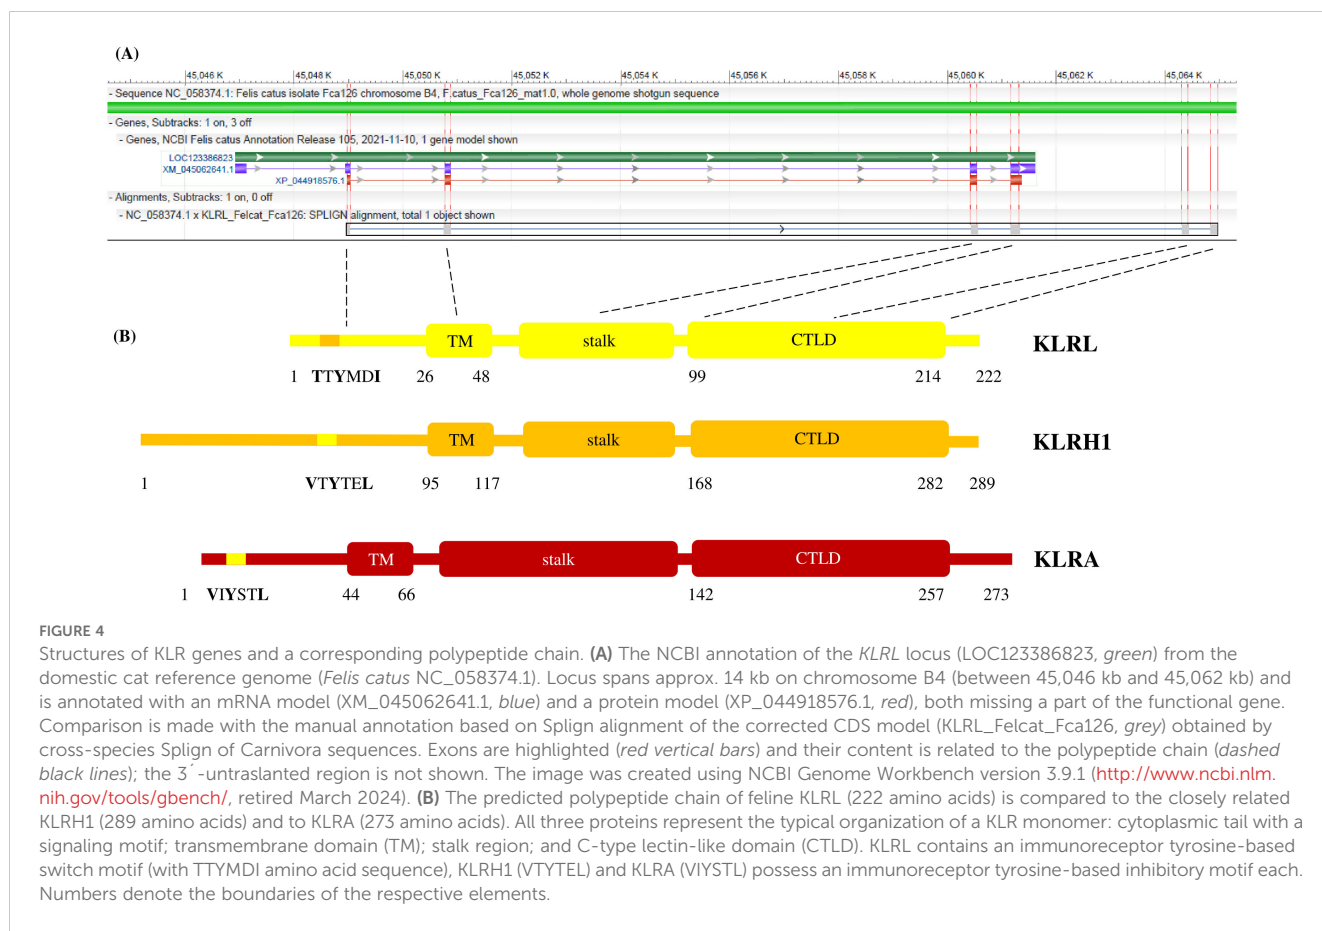 (A)
45,046 K 45,048 K 45,050 K 45,052 K 45,054 K 45,056 K 45,058 K 45,060 K 45,062 K 45,064 K
- Sequence NC_058374.1: Felis catus isolate Fca126 chromosome B4, F.catus_Fca126_mat1.0, whole genome shotgun sequence
- Genes, Subtracks: 1 on, 3 off
- Genes, NCBI Felis catus Annotation Release 105, 2021-11-10, 1 gene model shown
LOC123386823
XM_045062641.1
XP_044918576.1
- Alignments, Subtracks: 1 on, 0 off
- NC_058374.1 x KLRL_Felcat_Fca126: SPLIGN alignment, total 1 object shown
(B)
TM stalk CTLD KLRL
1 TTYMDI 26 48 99 214 222
TM stalk CTLD KLRH1
1 VTYTEL 95 117 168 282 289
TM stalk CTLD KLRA
1 VIYSTL 44 66 142 257 273
FIGURE 4
Structures of KLR genes and a corresponding polypeptide chain. (A) The NCBI annotation of the KLRL locus (LOC123386823, green) from the
domestic cat reference genome (Felis catus NC_058374.1). Locus spans approx. 14 kb on chromosome B4 (between 45,046 kb and 45,062 kb) and
is annotated with an mRNA model (XM_045062641.1, blue) and a protein model (XP_044918576.1, red), both missing a part of the functional gene.
Comparison is made with the manual annotation based on Splign alignment of the corrected CDS model (KLRL_Felcat_Fca126, grey) obtained by
cross-species Splign of Carnivora sequences. Exons are highlighted (red vertical bars) and their content is related to the polypeptide chain (dashed
black lines); the 3´-untraslanted region is not shown. The image was created using NCBI Genome Workbench version 3.9.1 (http://www.ncbi.nlm.
nih.gov/tools/gbench/, retired March 2024). (B) The predicted polypeptide chain of feline KLRL (222 amino acids) is compared to the closely related
KLRH1 (289 amino acids) and to KLRA (273 amino acids). All three proteins represent the typical organization of a KLR monomer: cytoplasmic tail with a
signaling motif; transmembrane domain (TM); stalk region; and C-type lectin-like domain (CTLD). KLRL contains an immunoreceptor tyrosine-based
switch motif (with TTYMDI amino acid sequence), KLRH1 (VTYTEL) and KLRA (VIYSTL) possess an immunoreceptor tyrosine-based inhibitory motif each.
Numbers denote the boundaries of the respective elements.